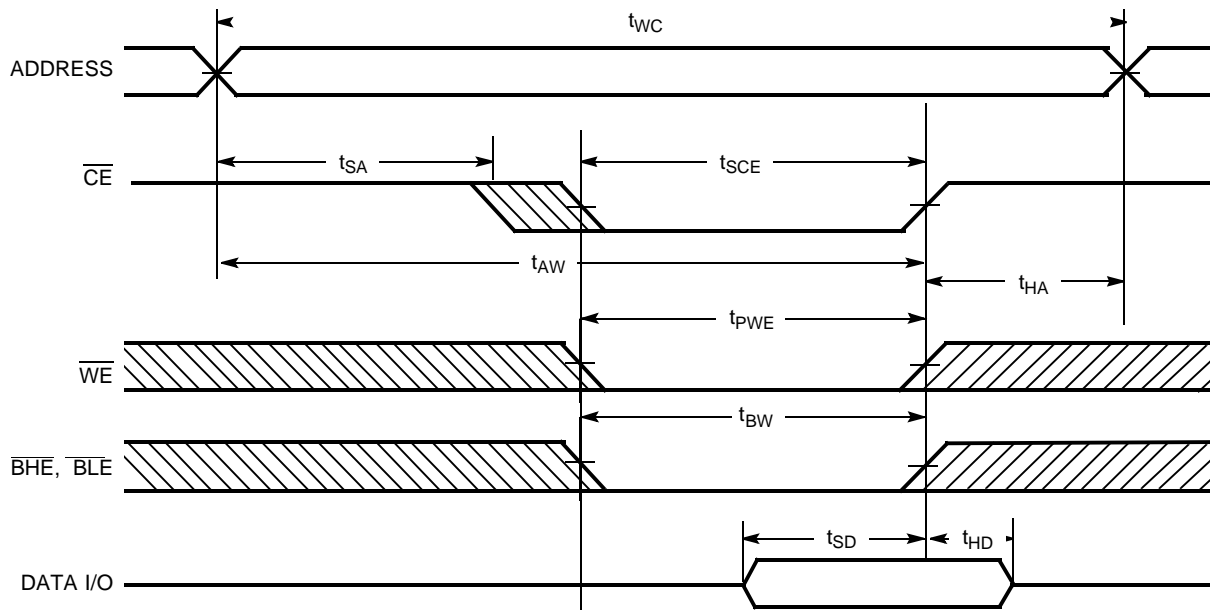 tWC
ADDRESS
tSA
tSCE
CE
tAW
tHA
tPWE
WE
tBW
BHE, BLE
tSD
tHD
DATA I/O